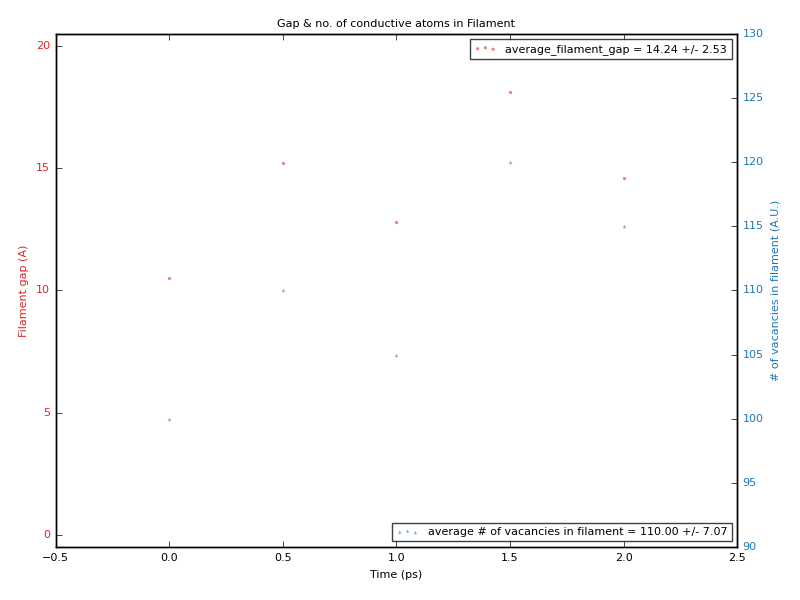 Gap & no. of conductive atoms in Filament
average_filament_gap = 14.24 +/- 2.53
average # of vacancies in filament = 110.00 +/- 7.07
Filament gap (A)
20
15
10
5
0
# of vacancies in filament (A.U.)
130
125
120
115
110
105
100
95
90
−0.5 0.0 0.5 1.0 1.5 2.0 2.5
Time (ps)